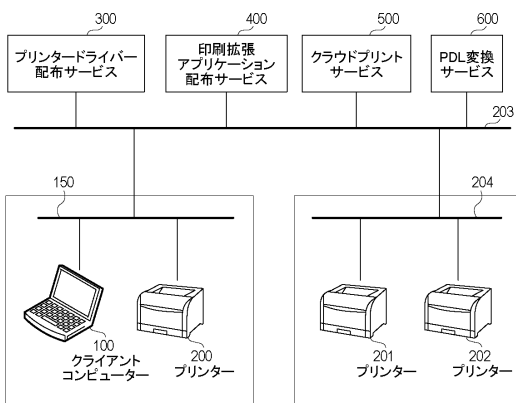 300
400
500
600
プリンタードライバー
配布サービス
印刷拡張
アプリケーション
配布サービス
クラウドプリント
サービス
PDL変換
サービス
203
150
204
100
クライアント
コンピューター
200
プリンター
201
プリンター
202
プリンター